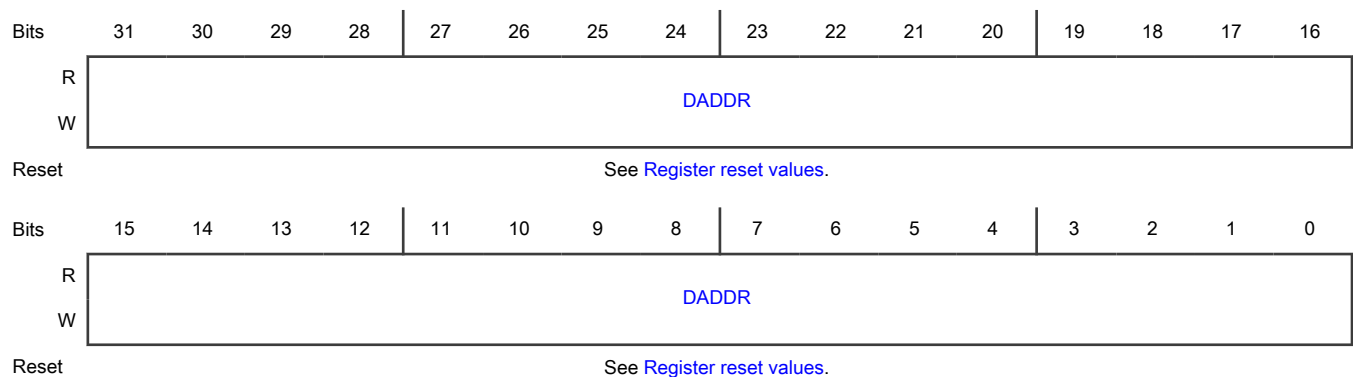 Bits 31 30 29 28 27 26 25 24 23 22 21 20 19 18 17 16
R
DADDR
W
Reset See Register reset values.
Bits 15 14 13 12 11 10 9 8 7 6 5 4 3 2 1 0
R
DADDR
W
Reset See Register reset values.